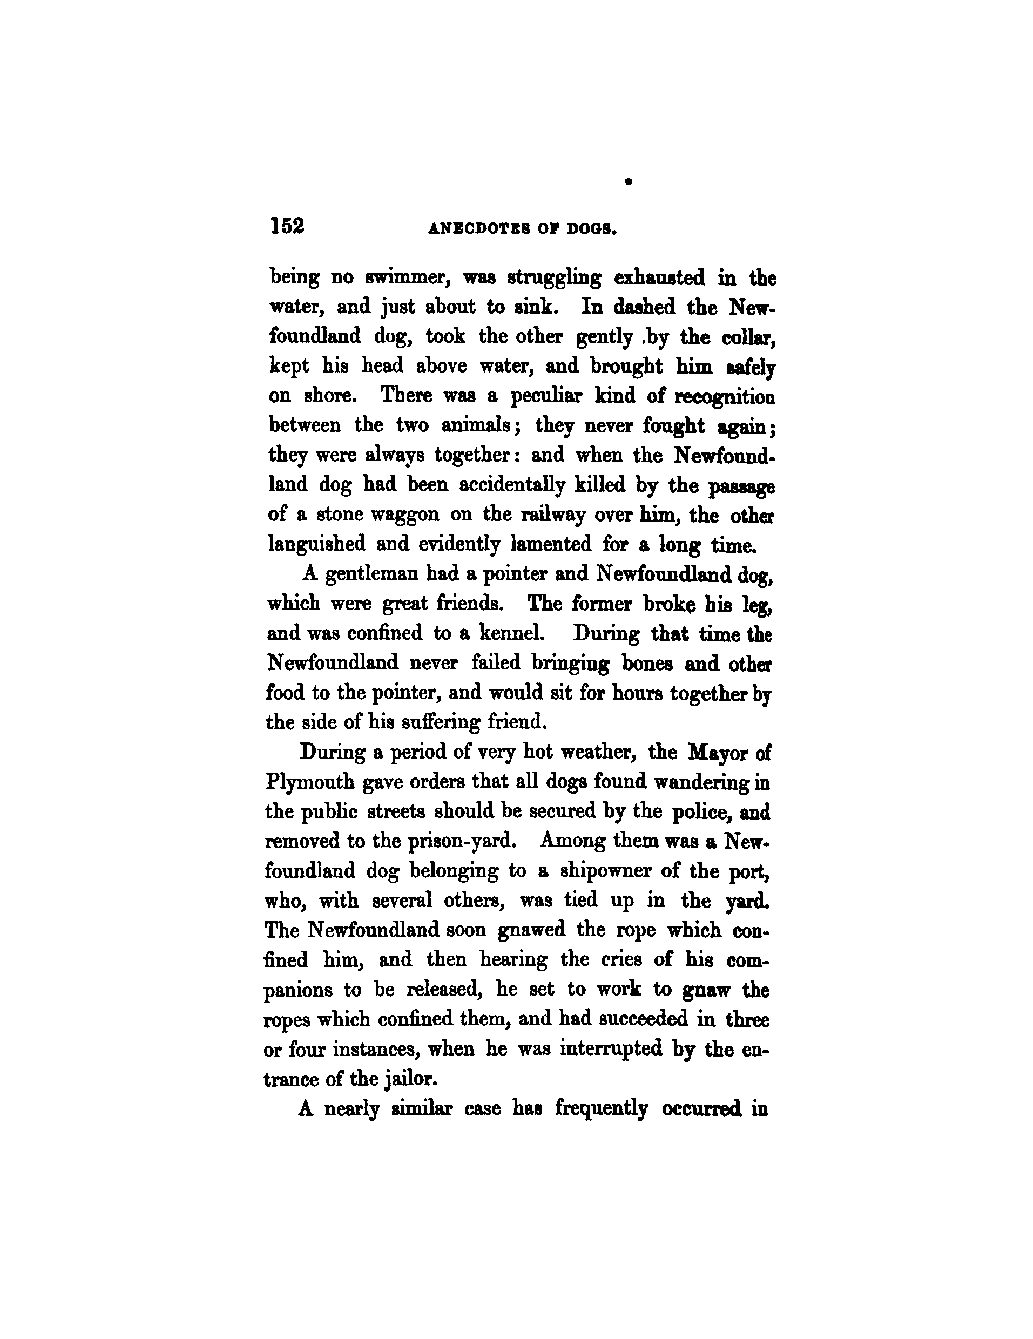 152 ANECDOTES OF DOGS.
being no swimmer, was struggling exhausted in the
water, and just about to sink. In dashed the New-
foundland dog, took the other gently .by the collar,
kept his head above water, and brought him safely
on shore. There was a peculiar kind of recognition
between the two animals; they never fought again;
they were always together: and when the Newfound-
land dog had been accidentally killed by the passage
of a stone waggon on the railway over him, the other
languished and evidently lamented for a long time.
A gentleman had a pointer and Newfoundland dog,
which were great friends. The former broke his leg,
and was confined to a kennel. During that time the
Newfoundland never failed bringing bones and other
food to the pointer, and would sit for hours together by
the side of his suffering friend.
During a period of very hot weather, the Mayor of
Plymouth gave orders that all dogs found wandering in
the public streets should be secured by the police, and
removed to the prison-yard. Among them was a New-
foundland dog belonging to a shipowner of the port,
who, with several others, was tied up in the yard.
The Newfoundland soon gnawed the rope which con-
fined him, and then hearing the cries of his com-
panions to be released, he set to work to gnaw the
ropes which confined them, and had succeeded in three
or four instances, when he was interrupted by the en-
trance of the jailor.
A nearly similar case has frequently occurred in